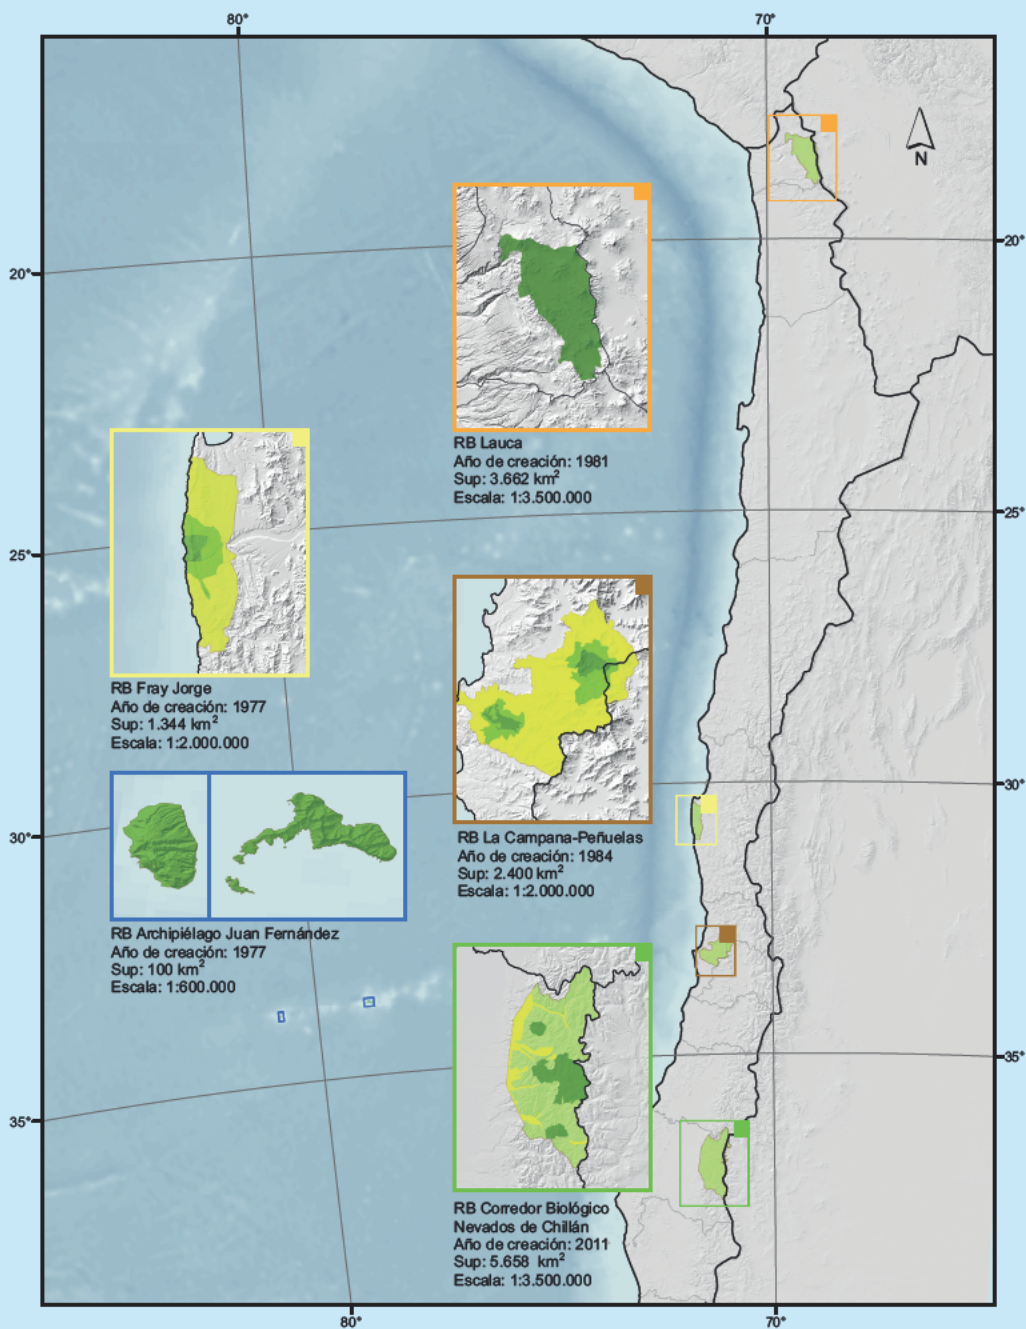 80°
70°
N
20°
20°
RB Lauca
Año de creación: 1981
Sup: 3.662 km²
Escala: 1:3.500.000
25°
25°
RB Fray Jorge
Año de creación: 1977
Sup: 1.344 km²
Escala: 1:2.000.000
30°
30°
RB La Campana-Peñuelas
Año de creación: 1984
Sup: 2.400 km²
Escala: 1:2.000.000
RB Archipiélago Juan Fernández
Año de creación: 1977
Sup: 100 km²
Escala: 1:600.000
35°
35°
RB Corredor Biológico
Nevados de Chillán
Año de creación: 2011
Sup: 5.658 km²
Escala: 1:3.500.000
80°
70°